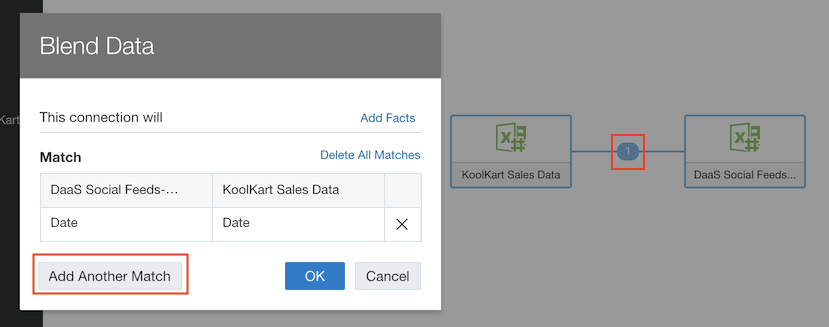 Blend Data
This connection will Add Facts
Match Delete All Matches
DaaS Social Feeds-... KoolKart Sales Data
Date Date
Add Another Match OK Cancel
Kart
1
KoolKart Sales Data DaaS Social Feeds...